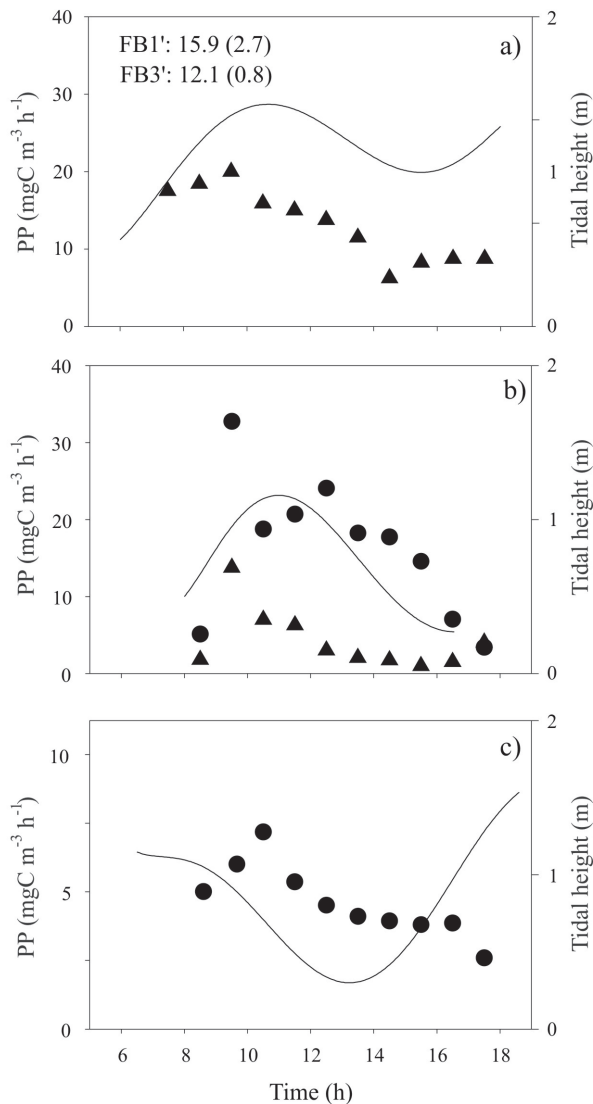 40
30
20
10
0
PP (mgC m-3 h-1)
FB1': 15.9 (2.7)
FB3': 12.1 (0.8)
a)
2
1
0
Tidal height (m)
40
30
20
10
0
PP (mgC m-3 h-1)
b)
2
1
0
Tidal height (m)
10
5
0
PP (mgC m-3 h-1)
c)
2
1
0
Tidal height (m)
6 8 10 12 14 16 18
Time (h)